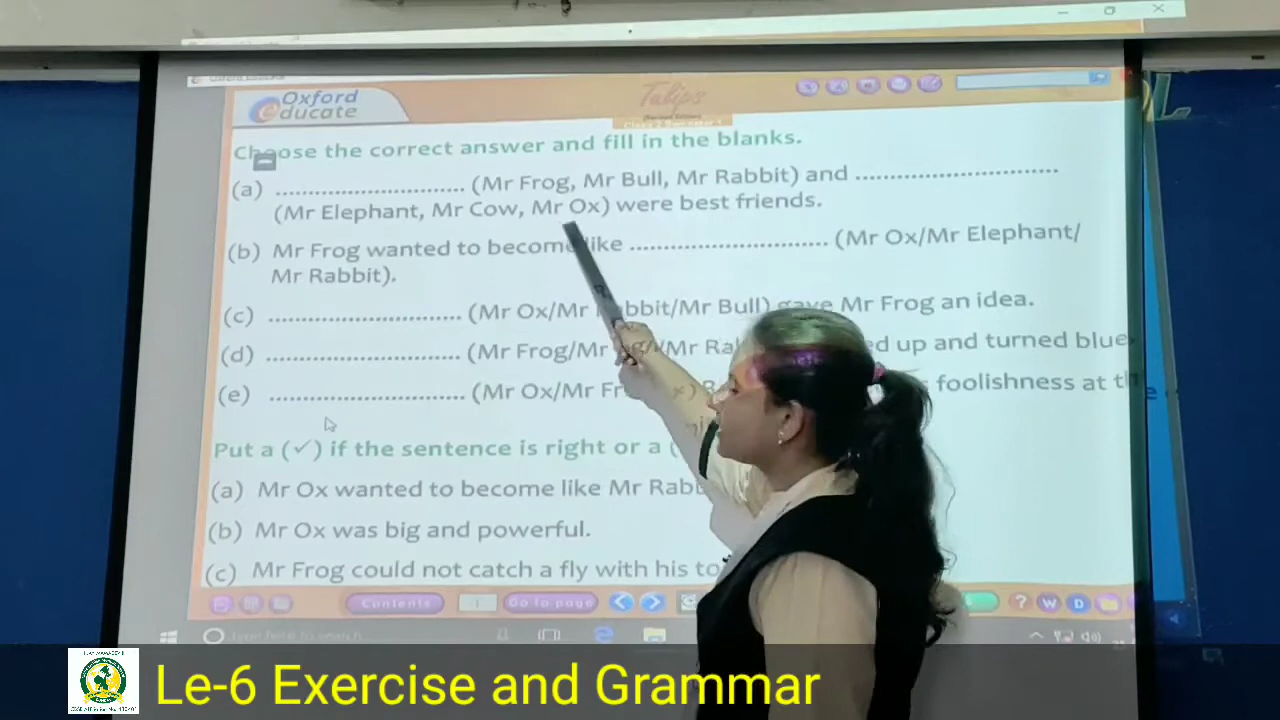 Oxford
educate
Tulips
Choose the correct answer and fill in the blanks.
(a) ............................ (Mr Frog, Mr Bull, Mr Rabbit) and ..............................
(Mr Elephant, Mr Cow, Mr Ox) were best friends.
(b) Mr Frog wanted to become like .............................. (Mr Ox/Mr Elephant/
Mr Rabbit).
(c) ............................. (Mr Ox/Mr Rabbit/Mr Bull) gave Mr Frog an idea.
(d) ............................. (Mr Frog/Mr up and turned blue.
(e) ............................. (Mr Ox/Mr foolishness at
Put a (✓) if the sentence is right or a (
(a) Mr Ox wanted to become like Mr
(b) Mr Ox was big and powerful.
(c) Mr Frog could not catch a fly with his
Contents Go to page ? W D
Type here to search
Le-6 Exercise and Grammar